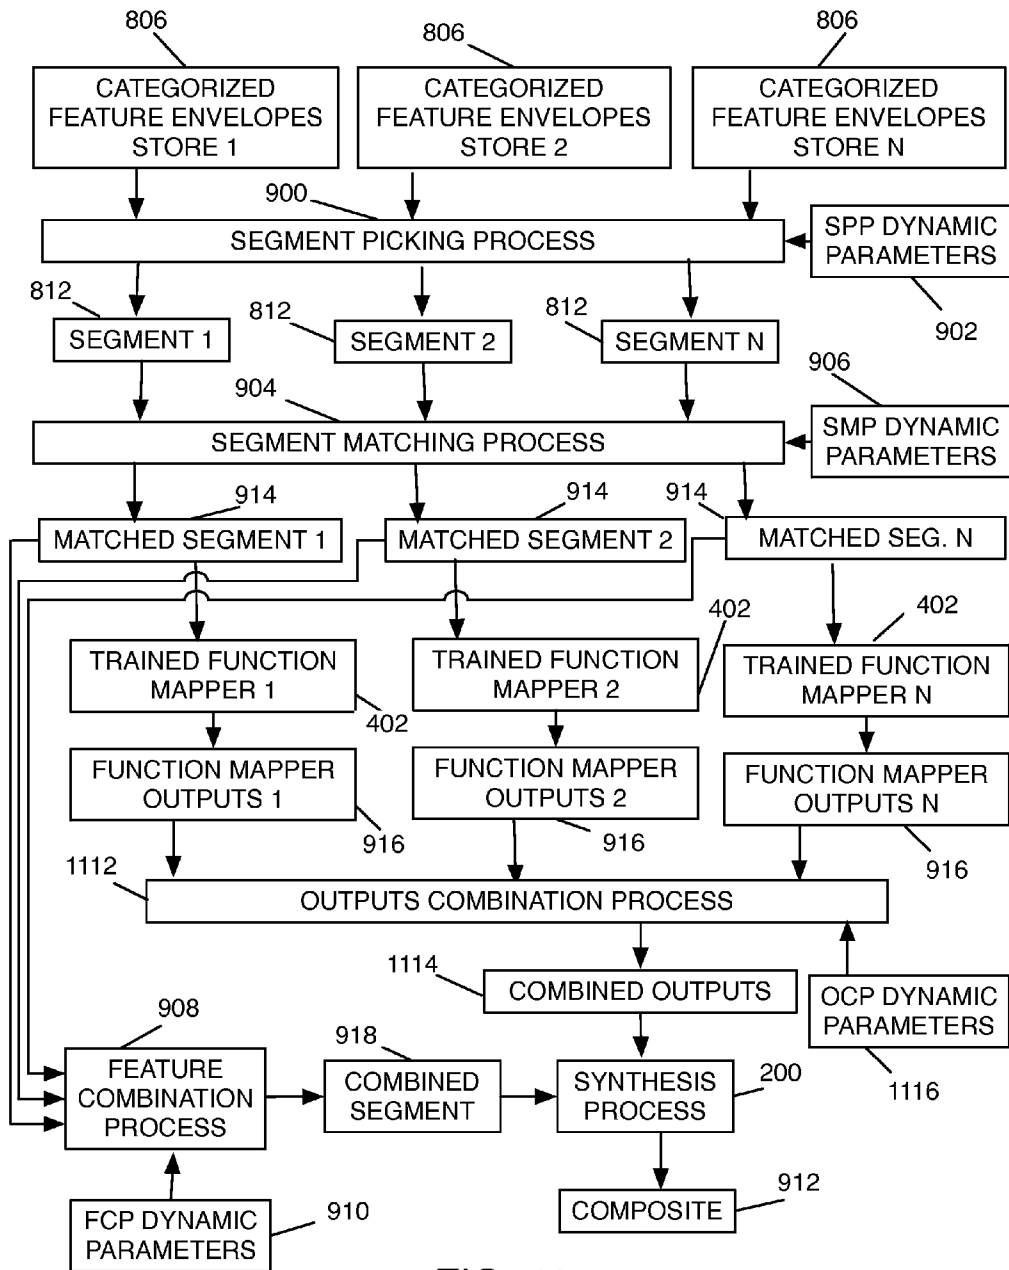 806
806
806
CATEGORIZED
FEATURE ENVELOPES
STORE 1
CATEGORIZED
FEATURE ENVELOPES
STORE 2
CATEGORIZED
FEATURE ENVELOPES
STORE N
900
SEGMENT PICKING PROCESS
SPP DYNAMIC
PARAMETERS
902
812
SEGMENT 1
812
SEGMENT 2
812
SEGMENT N
904
906
SEGMENT MATCHING PROCESS
SMP DYNAMIC
PARAMETERS
914
MATCHED SEGMENT 1
914
MATCHED SEGMENT 2
914
MATCHED SEG. N
TRAINED FUNCTION
MAPPER 1
402
TRAINED FUNCTION
MAPPER 2
402
TRAINED FUNCTION
MAPPER N
402
FUNCTION MAPPER
OUTPUTS 1
916
FUNCTION MAPPER
OUTPUTS 2
916
FUNCTION MAPPER
OUTPUTS N
916
1112
OUTPUTS COMBINATION PROCESS
1114
COMBINED OUTPUTS
OCP DYNAMIC
PARAMETERS
1116
908
FEATURE
COMBINATION
PROCESS
918
COMBINED
SEGMENT
SYNTHESIS
PROCESS
200
FCP DYNAMIC
PARAMETERS
910
COMPOSITE
912